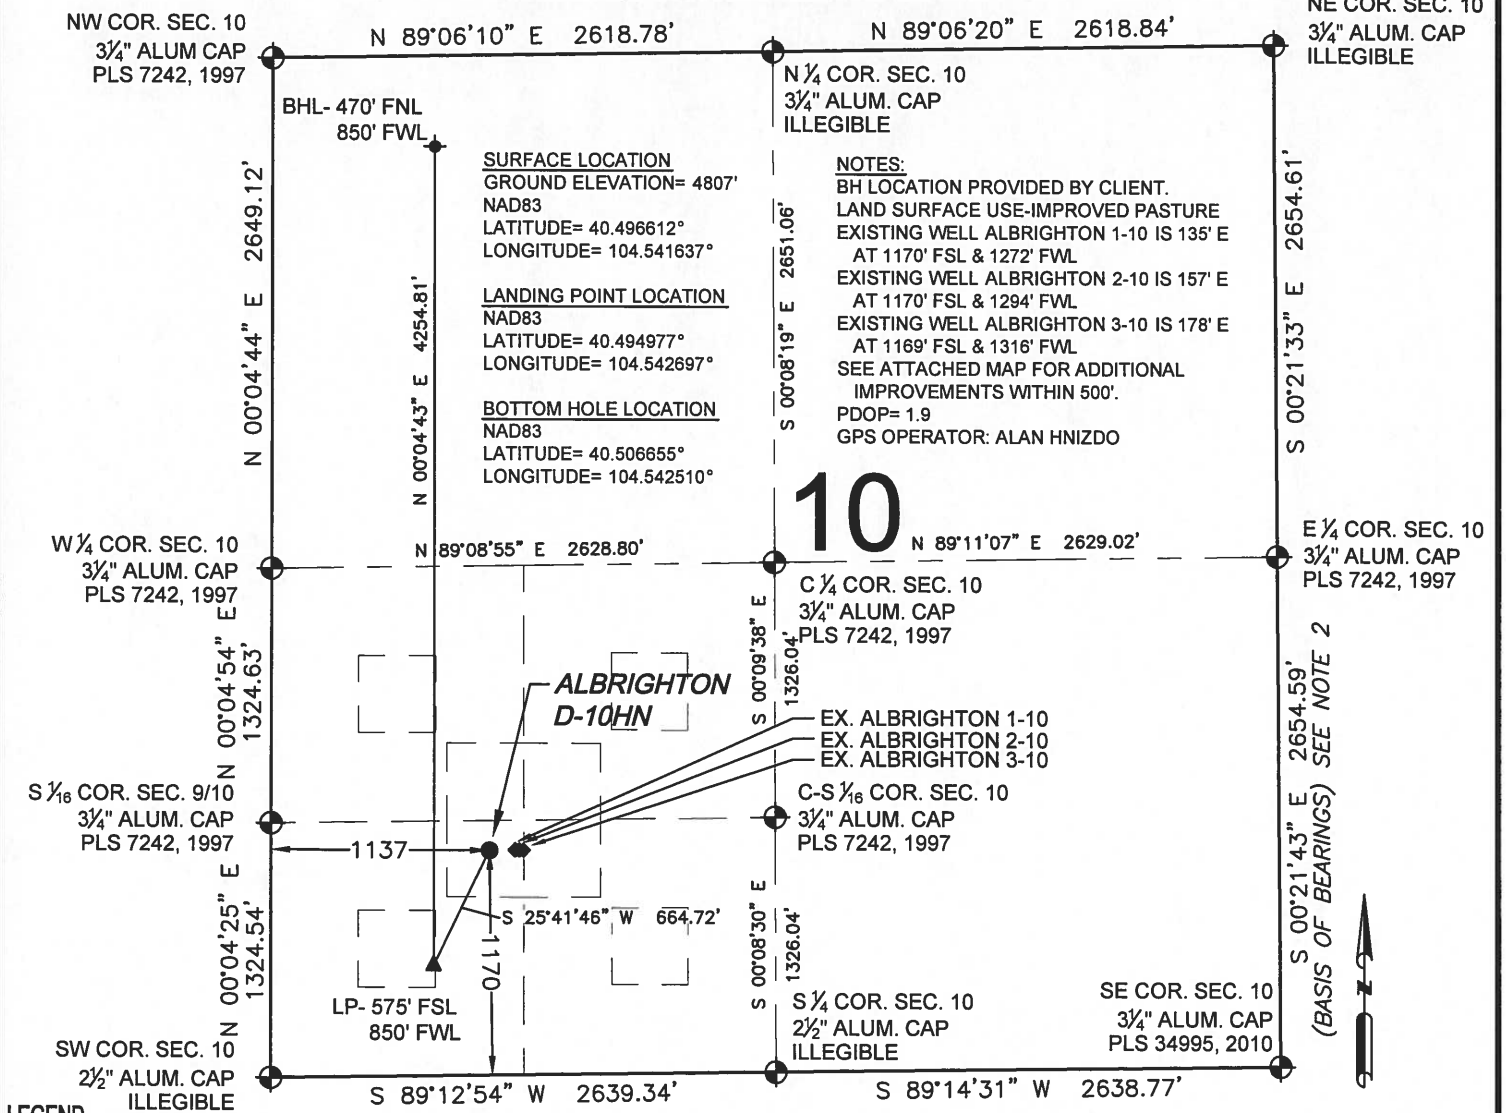 NW COR. SEC. 10
3¼" ALUM CAP
PLS 7242, 1997
N 89°06'10" E 2618.78'
N 89°06'20" E 2618.84'
NE COR. SEC. 10
3¼" ALUM. CAP
ILLEGIBLE
N ¼ COR. SEC. 10
3¼" ALUM. CAP
ILLEGIBLE
BHL- 470' FNL
850' FWL
SURFACE LOCATION
GROUND ELEVATION= 4807'
NAD83
LATITUDE= 40.496612°
LONGITUDE= 104.541637°
LANDING POINT LOCATION
NAD83
LATITUDE= 40.494977°
LONGITUDE= 104.542697°
BOTTOM HOLE LOCATION
NAD83
LATITUDE= 40.506655°
LONGITUDE= 104.542510°
NOTES:
BH LOCATION PROVIDED BY CLIENT.
LAND SURFACE USE-IMPROVED PASTURE
EXISTING WELL ALBRIGHTON 1-10 IS 135' E
AT 1170' FSL & 1272' FWL
EXISTING WELL ALBRIGHTON 2-10 IS 157' E
AT 1170' FSL & 1294' FWL
EXISTING WELL ALBRIGHTON 3-10 IS 178' E
AT 1169' FSL & 1316' FWL
SEE ATTACHED MAP FOR ADDITIONAL
IMPROVEMENTS WITHIN 500'.
PDOP= 1.9
GPS OPERATOR: ALAN HNIZDO
N 00°04'44" E 2649.12'
N 00°04'43" E 4254.81'
S 00°08'19" E 2651.06'
S 00°21'33" E 2654.61'
10
W ¼ COR. SEC. 10
3¼" ALUM. CAP
PLS 7242, 1997
N 89°08'55" E 2628.80'
N 89°11'07" E 2629.02'
E ¼ COR. SEC. 10
3¼" ALUM. CAP
PLS 7242, 1997
C ¼ COR. SEC. 10
3¼" ALUM. CAP
PLS 7242, 1997
N 00°04'54" E
1324.63'
S 00°09'38" E
1326.04'
ALBRIGHTON
D-10HN
EX. ALBRIGHTON 1-10
EX. ALBRIGHTON 2-10
EX. ALBRIGHTON 3-10
S 1/16 COR. SEC. 9/10
3¼" ALUM. CAP
PLS 7242, 1997
C-S 1/16 COR. SEC. 10
3¼" ALUM. CAP
PLS 7242, 1997
1137
S 25°41'46" W 664.72'
1170
N 00°04'25" E
1324.54'
S 00°08'30" E
1326.04'
S 00°21'43" E 2654.59'
(BASIS OF BEARINGS) SEE NOTE 2
LP- 575' FSL
850' FWL
S ¼ COR. SEC. 10
2½" ALUM. CAP
ILLEGIBLE
SE COR. SEC. 10
3¼" ALUM. CAP
PLS 34995, 2010
N
SW COR. SEC. 10
2½" ALUM. CAP
ILLEGIBLE
S 89°12'54" W 2639.34'
S 89°14'31" W 2638.77'
LEGEND